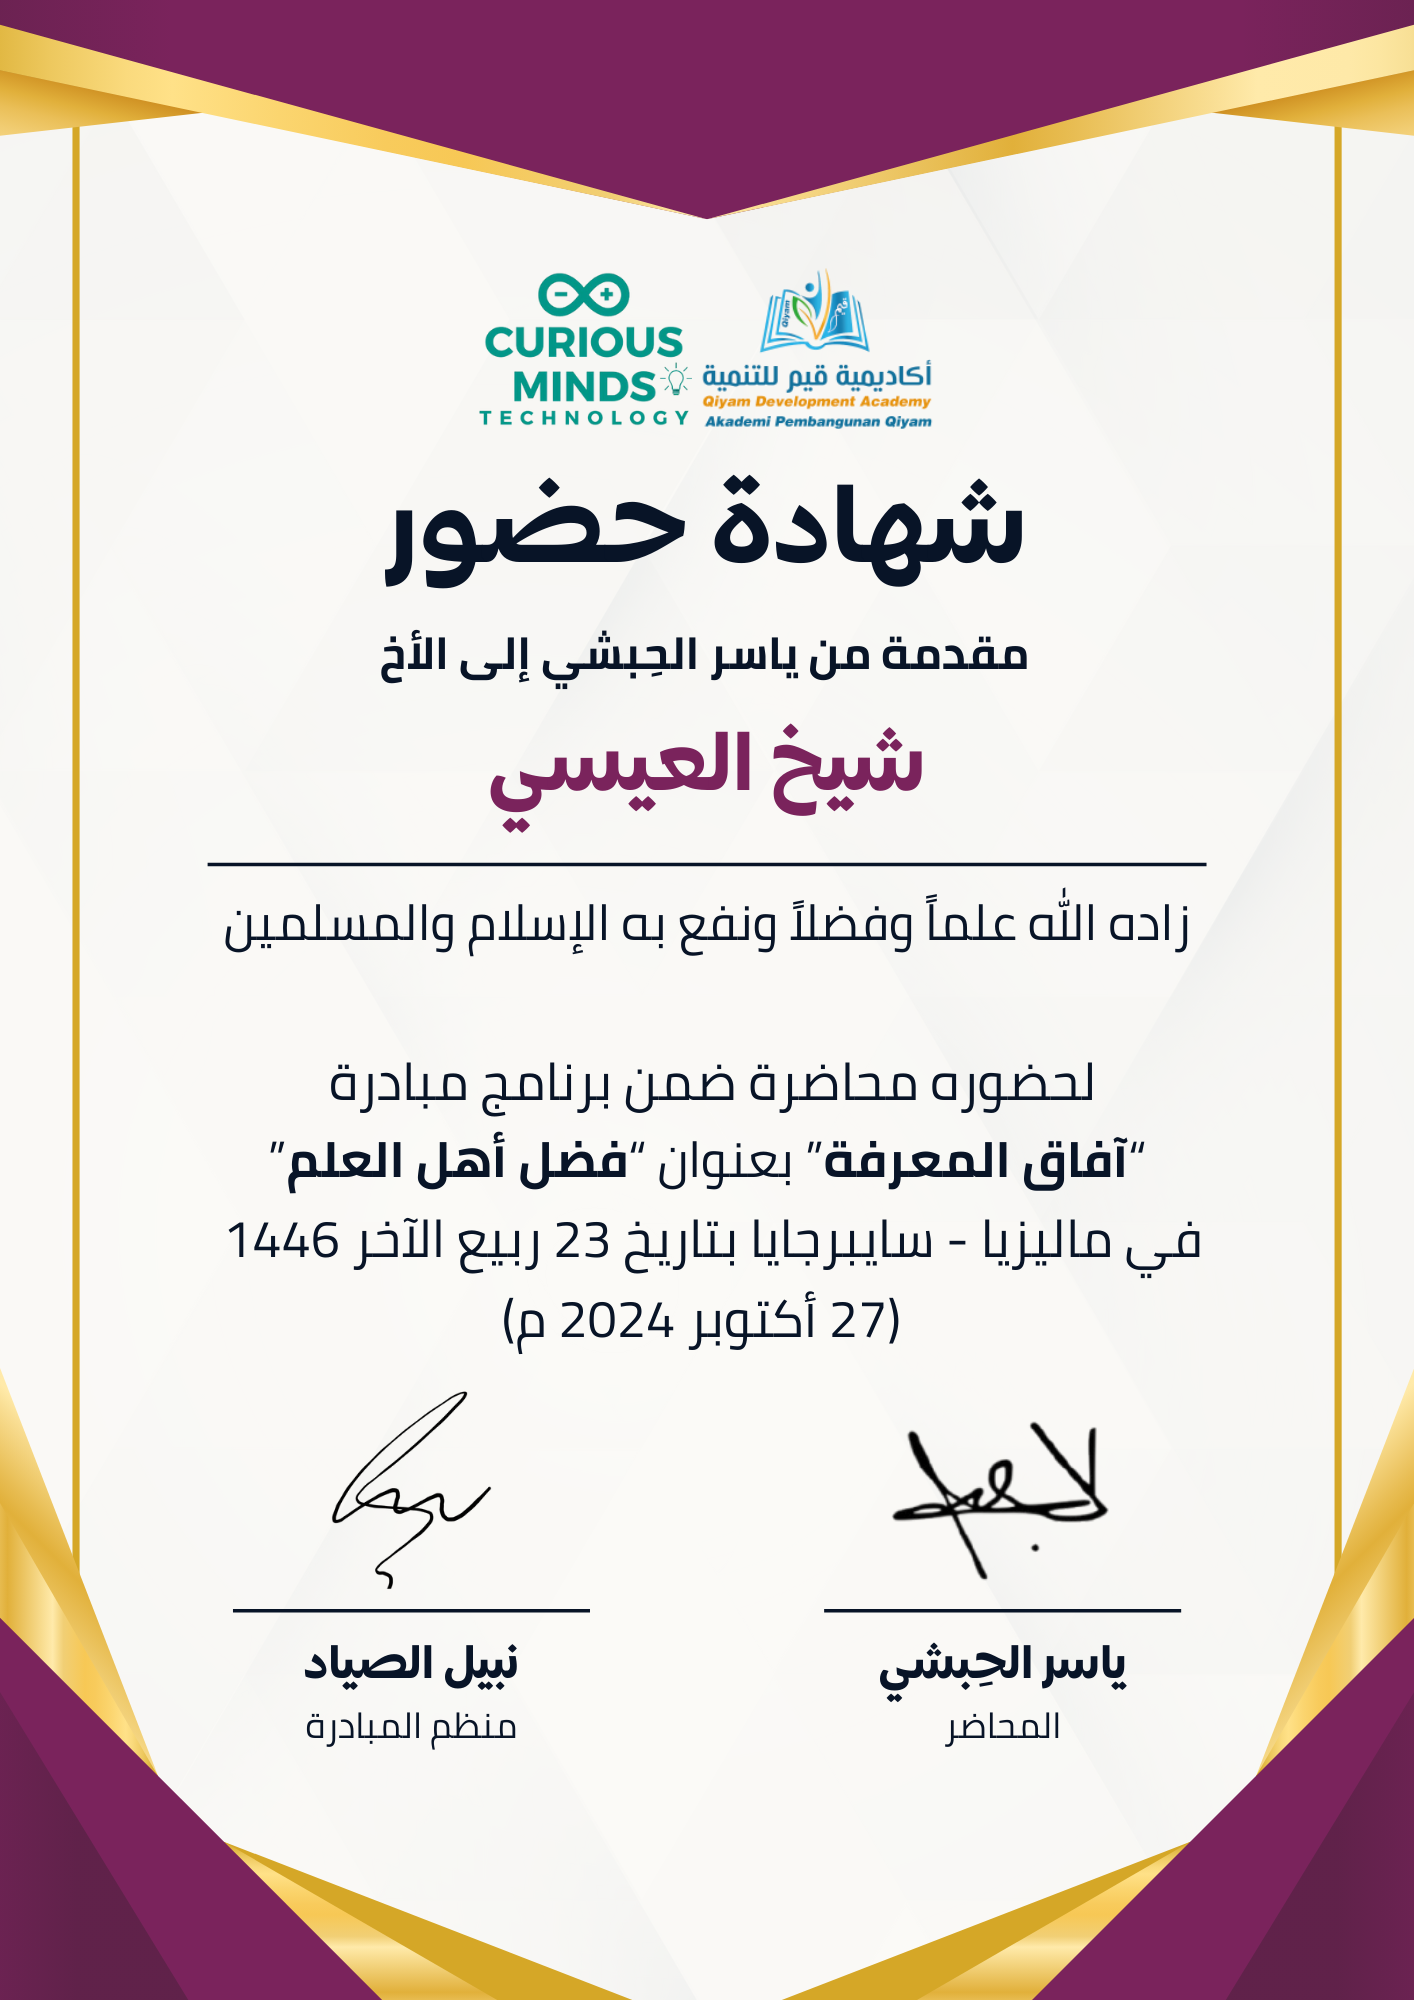 CURIOUS
MINDS
TECHNOLOGY
Qiyam
قيم
أكاديمية قيم للتنمية
Qiyam Development Academy
Akademi Pembangunan Qiyam
شهادة حضور
مقدمة من ياسر الحِبشي إلى الأخ
شيخ العيسي
زاده الله علماً وفضلاً ونفع به الإسلام والمسلمين
لحضوره محاضرة ضمن برنامج مبادرة
“آفاق المعرفة” بعنوان “فضل أهل العلم”
في ماليزيا - سايبرجايا بتاريخ 23 ربيع الآخر 1446
(27 أكتوبر 2024 م)
ياسر الحِبشي
المحاضر
نبيل الصياد
منظم المبادرة